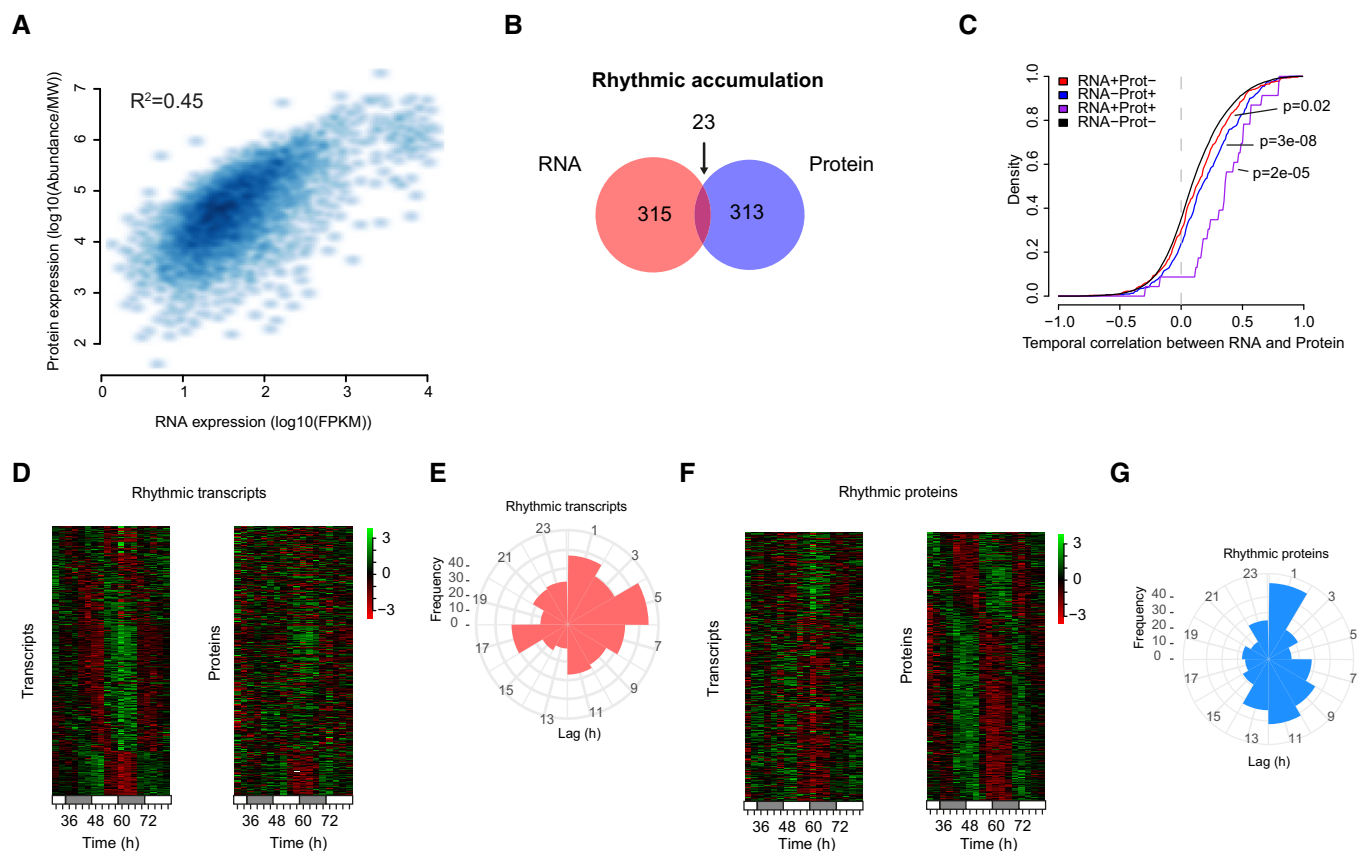 A
Protein expression (log10(Abundance/MW))
7
6
5
4
3
2
R²=0.45
0 1 2 3 4
RNA expression (log10(FPKM))
B
Rhythmic accumulation
23
RNA
Protein
315
313
C
Density
1.0
0.8
0.6
0.4
0.2
0.0
RNA+Prot−
RNA−Prot+
RNA+Prot+
RNA−Prot−
p=0.02
p=3e-08
p=2e-05
−1.0 −0.5 0.0 0.5 1.0
Temporal correlation between RNA and Protein
D
Rhythmic transcripts
Transcripts
36 48 60 72
Time (h)
Proteins
36 48 60 72
Time (h)
3
2
1
0
−1
−3
E
Rhythmic transcripts
Frequency
40
30
20
10
0
1
3
5
7
9
11
13
15
17
19
21
23
Lag (h)
F
Rhythmic proteins
Transcripts
36 48 60 72
Time (h)
Proteins
36 48 60 72
Time (h)
3
1
0
−1
−3
G
Rhythmic proteins
Frequency
40
30
20
10
0
1
3
5
7
9
11
13
15
17
19
21
23
Lag (h)